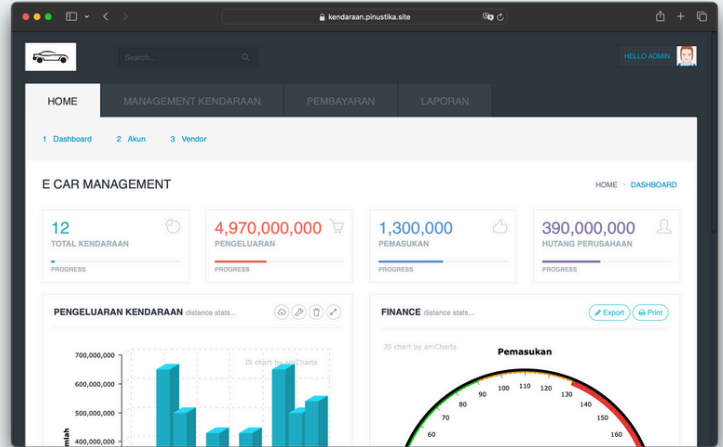 kendaraan.pinustika.site
Search...
HELLO ADMIN
HOME MANAGEMENT KENDARAAN PEMBAYARAN LAPORAN
1 Dashboard 2 Akun 3 Vendor
E CAR MANAGEMENT
HOME DASHBOARD
12
TOTAL KENDARAAN
PROGRESS
4,970,000,000
PENGELUARAN
PROGRESS
1,300,000
PEMASUKAN
PROGRESS
390,000,000
HUTANG PERUSAHAAN
PROGRESS
PENGELUARAN KENDARAAN distance stats...
JS chart by amCharts
700,000,000
600,000,000
500,000,000
400,000,000
mlah
FINANCE distance stats...
Export Print
JS chart by amCharts
Pemasukan
60
70
80
90
100
110
120
130
140
150
160